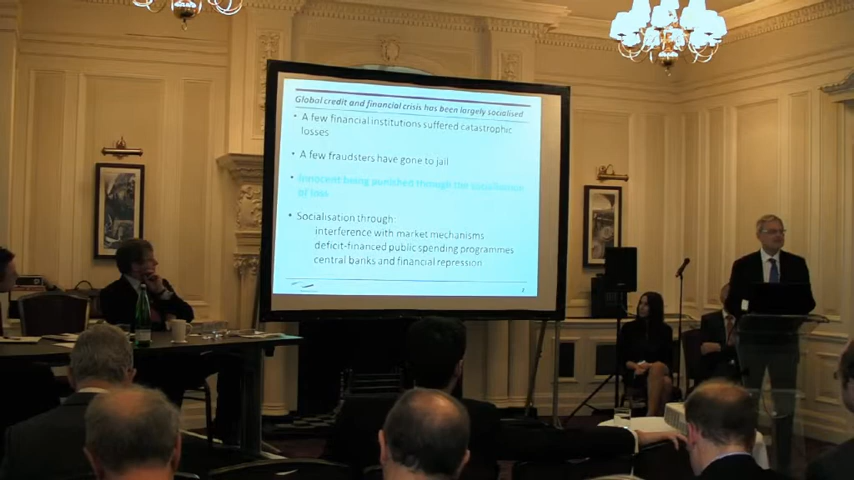 Global credit and financial crisis has been largely socialised
• A few financial institutions suffered catastrophic
losses
• A few fraudsters have gone to jail
• Innocent being punished through the socialisation
of loss
• Socialisation through:
interference with market mechanisms
deficit-financed public spending programmes
central banks and financial repression